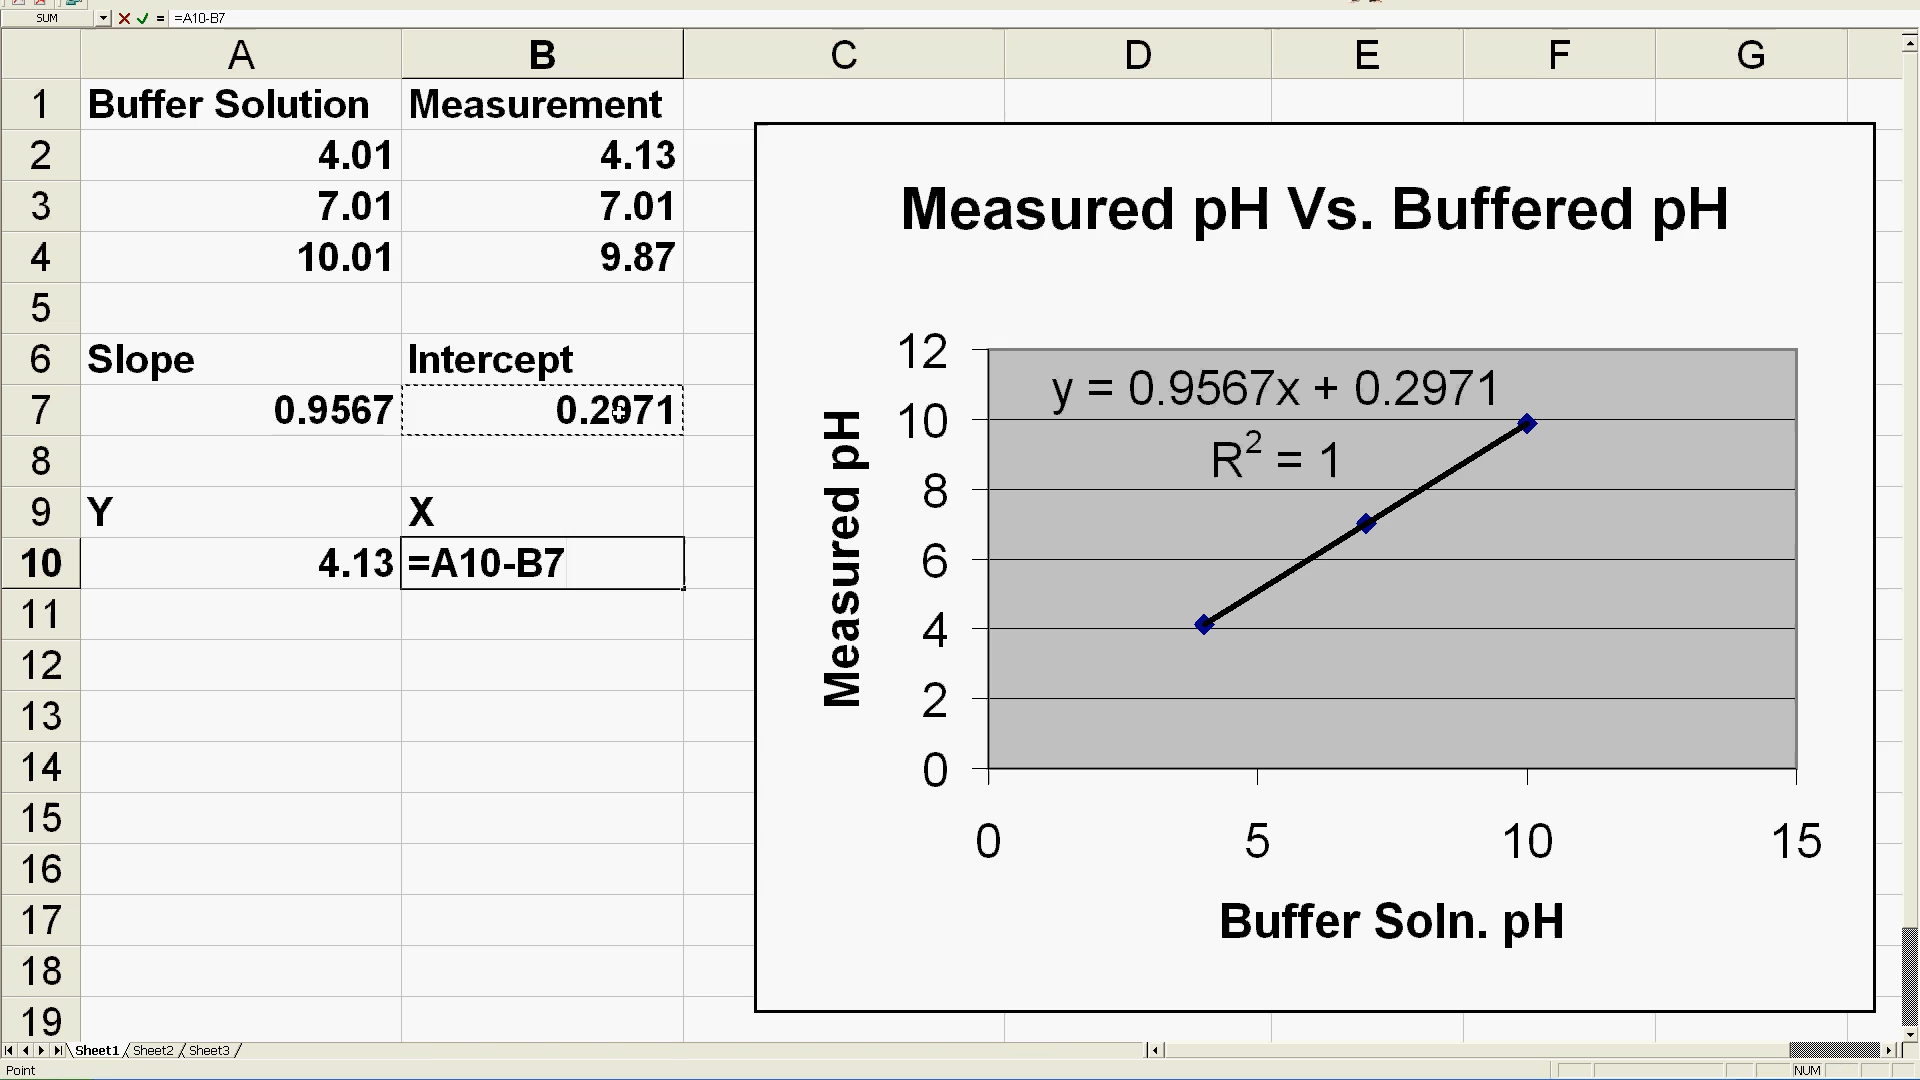 SUM = =A10-B7
A B C D E F G
1 Buffer Solution Measurement
2 4.01 4.13
3 7.01 7.01
4 10.01 9.87
5
6 Slope Intercept
7 0.9567 0.2971
8
9 Y X
10 4.13 =A10-B7
11
12
13
14
15
16
17
18
19
Measured pH Vs. Buffered pH
y = 0.9567x + 0.2971
R² = 1
Measured pH
12
10
8
6
4
2
0
0 5 10 15
Buffer Soln. pH
Sheet1 Sheet2 Sheet3
Point NUM